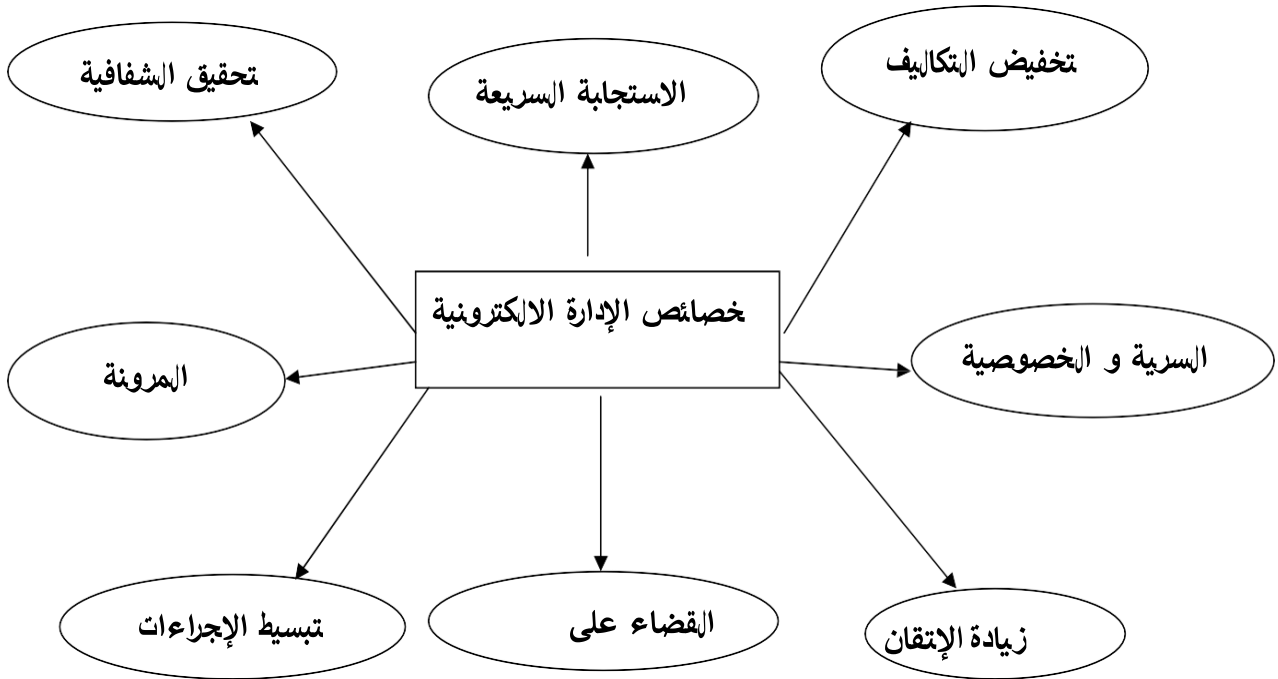 تخفيض التكاليف
الاستجابة السريعة
تحقيق الشفافية
خصائص الإدارة الالكترونية
السرية و الخصوصية
المرونة
زيادة الإتقان
القضاء على
تبسيط الإجراءات